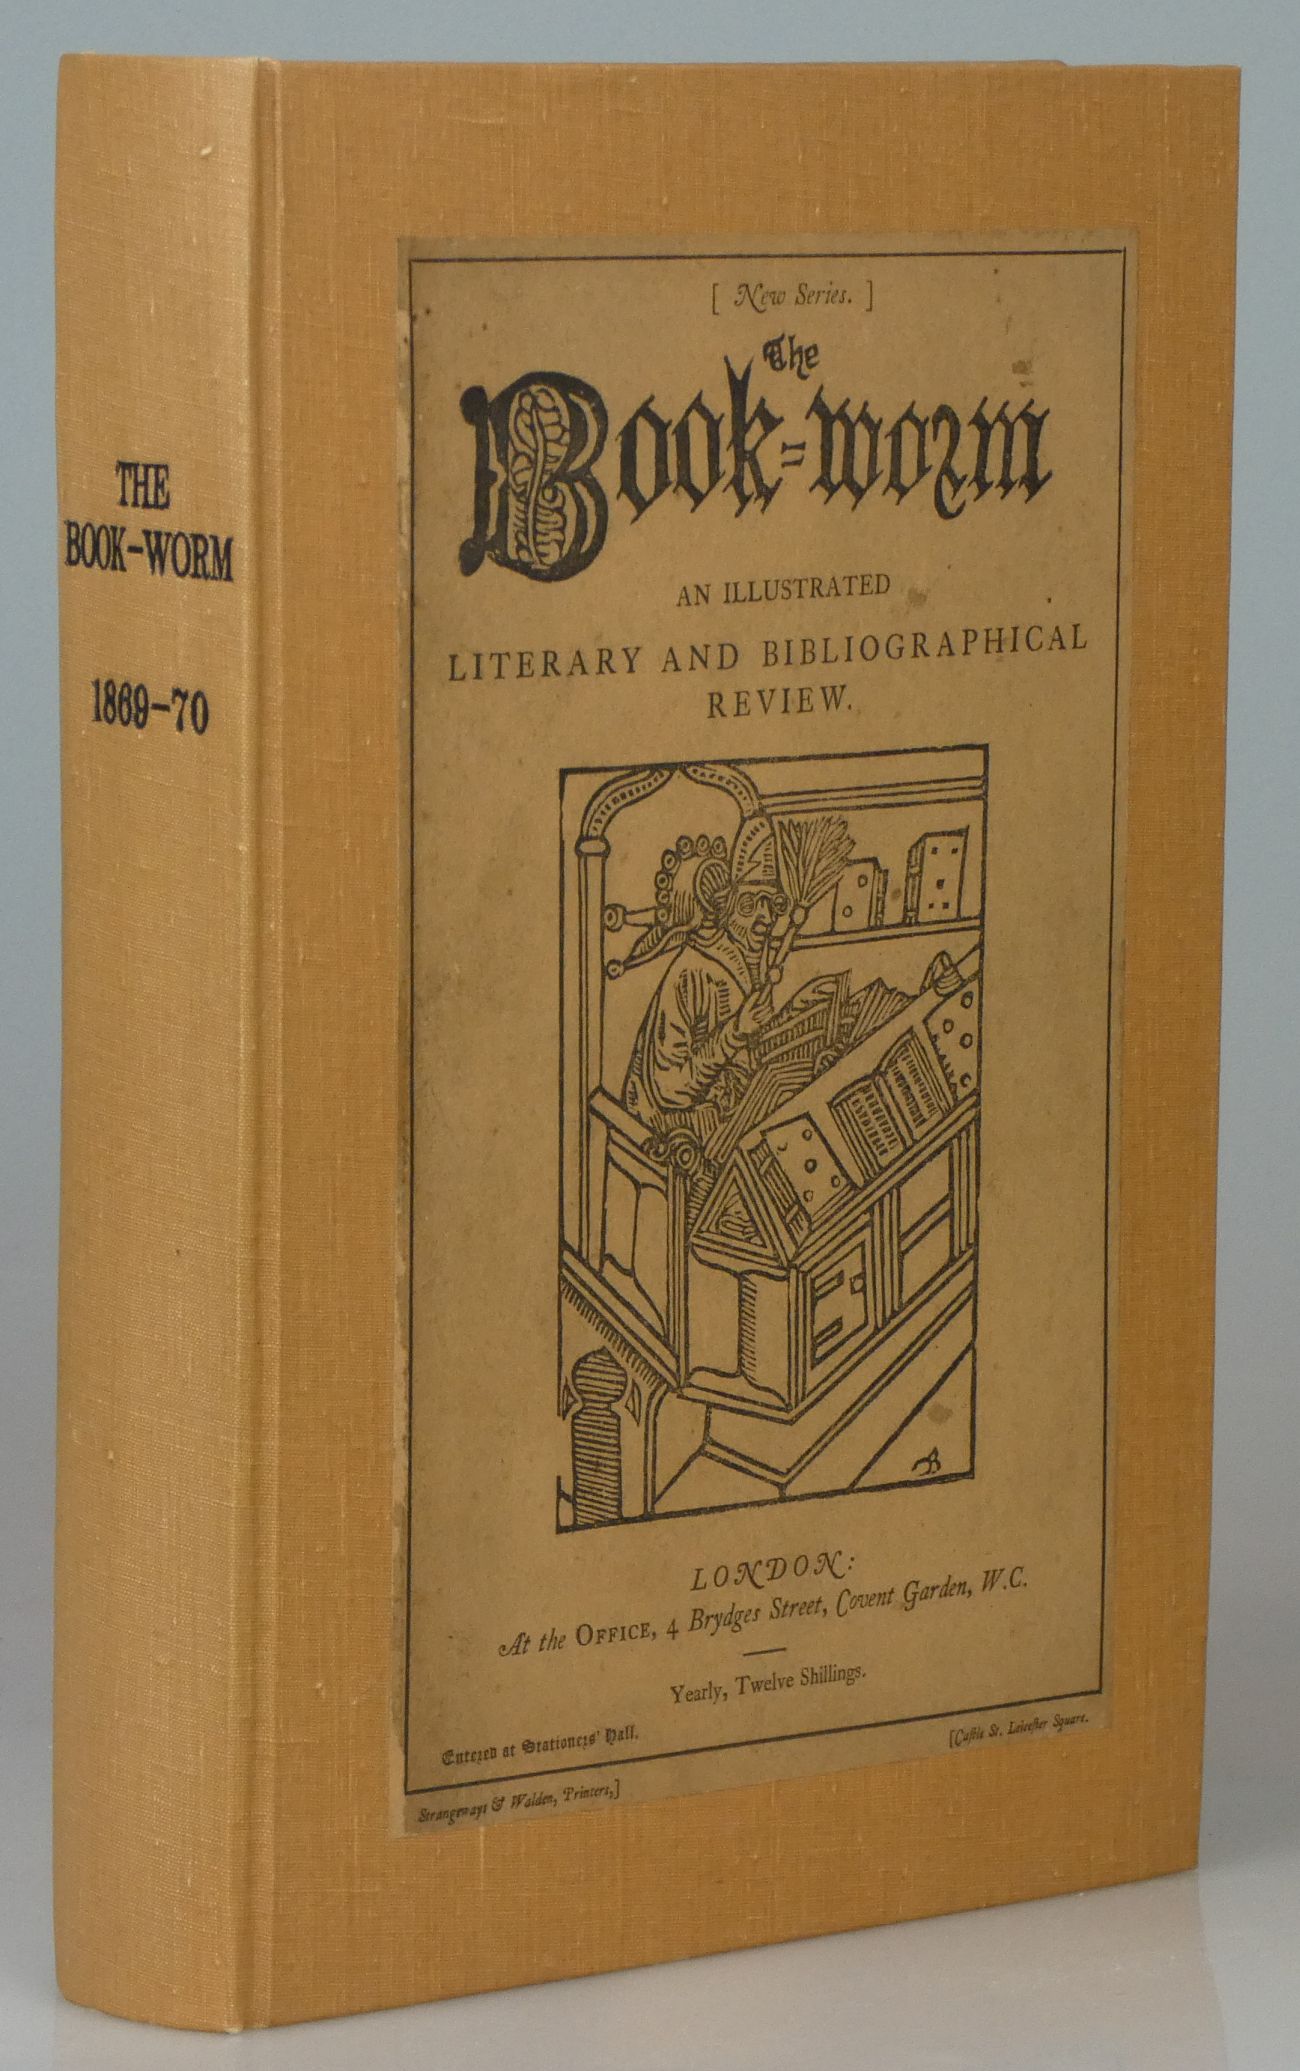 THE
BOOK-WORM
1869-70
[ New Series. ]
The
Book=worm
AN ILLUSTRATED
LITERARY AND BIBLIOGRAPHICAL
REVIEW.
LONDON:
At the OFFICE, 4 Brydges Street, Covent Garden, W.C.
Yearly, Twelve Shillings.
Entered at Stationers' Hall.
Strangeways & Walden, Printers,]
[Castle St. Leicester Square.